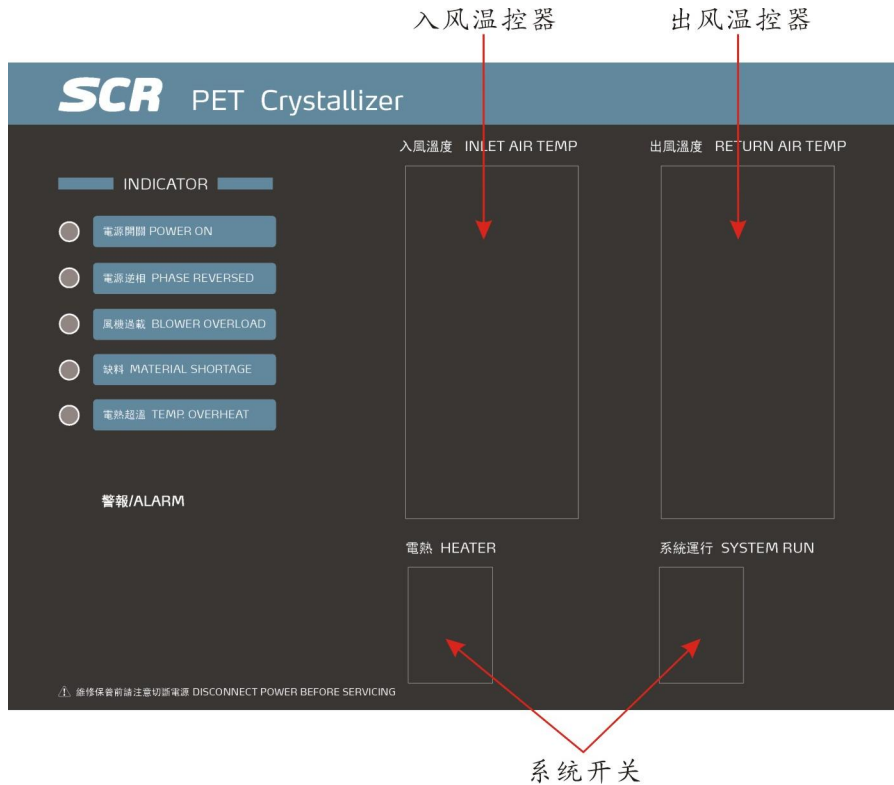 入风温控器 出风温控器
SCR PET Crystallizer
入風溫度 INLET AIR TEMP 出風溫度 RETURN AIR TEMP
INDICATOR
電源開關 POWER ON
電源逆相 PHASE REVERSED
風機過載 BLOWER OVERLOAD
缺料 MATERIAL SHORTAGE
電熱超溫 TEMP. OVERHEAT
警報/ALARM
電熱 HEATER 系統運行 SYSTEM RUN
維修保養前請注意切斷電源 DISCONNECT POWER BEFORE SERVICING
系统开关